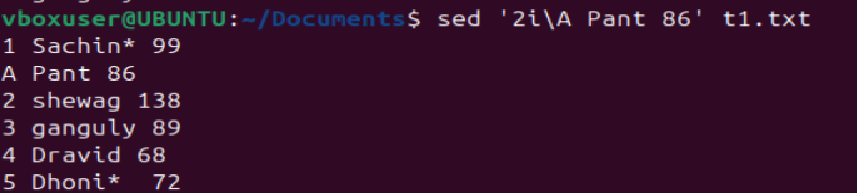 vboxuser@UBUNTU:~/Documents$ sed '2i\A Pant 86' t1.txt
1 Sachin* 99
A Pant 86
2 shewag 138
3 ganguly 89
4 Dravid 68
5 Dhoni*  72